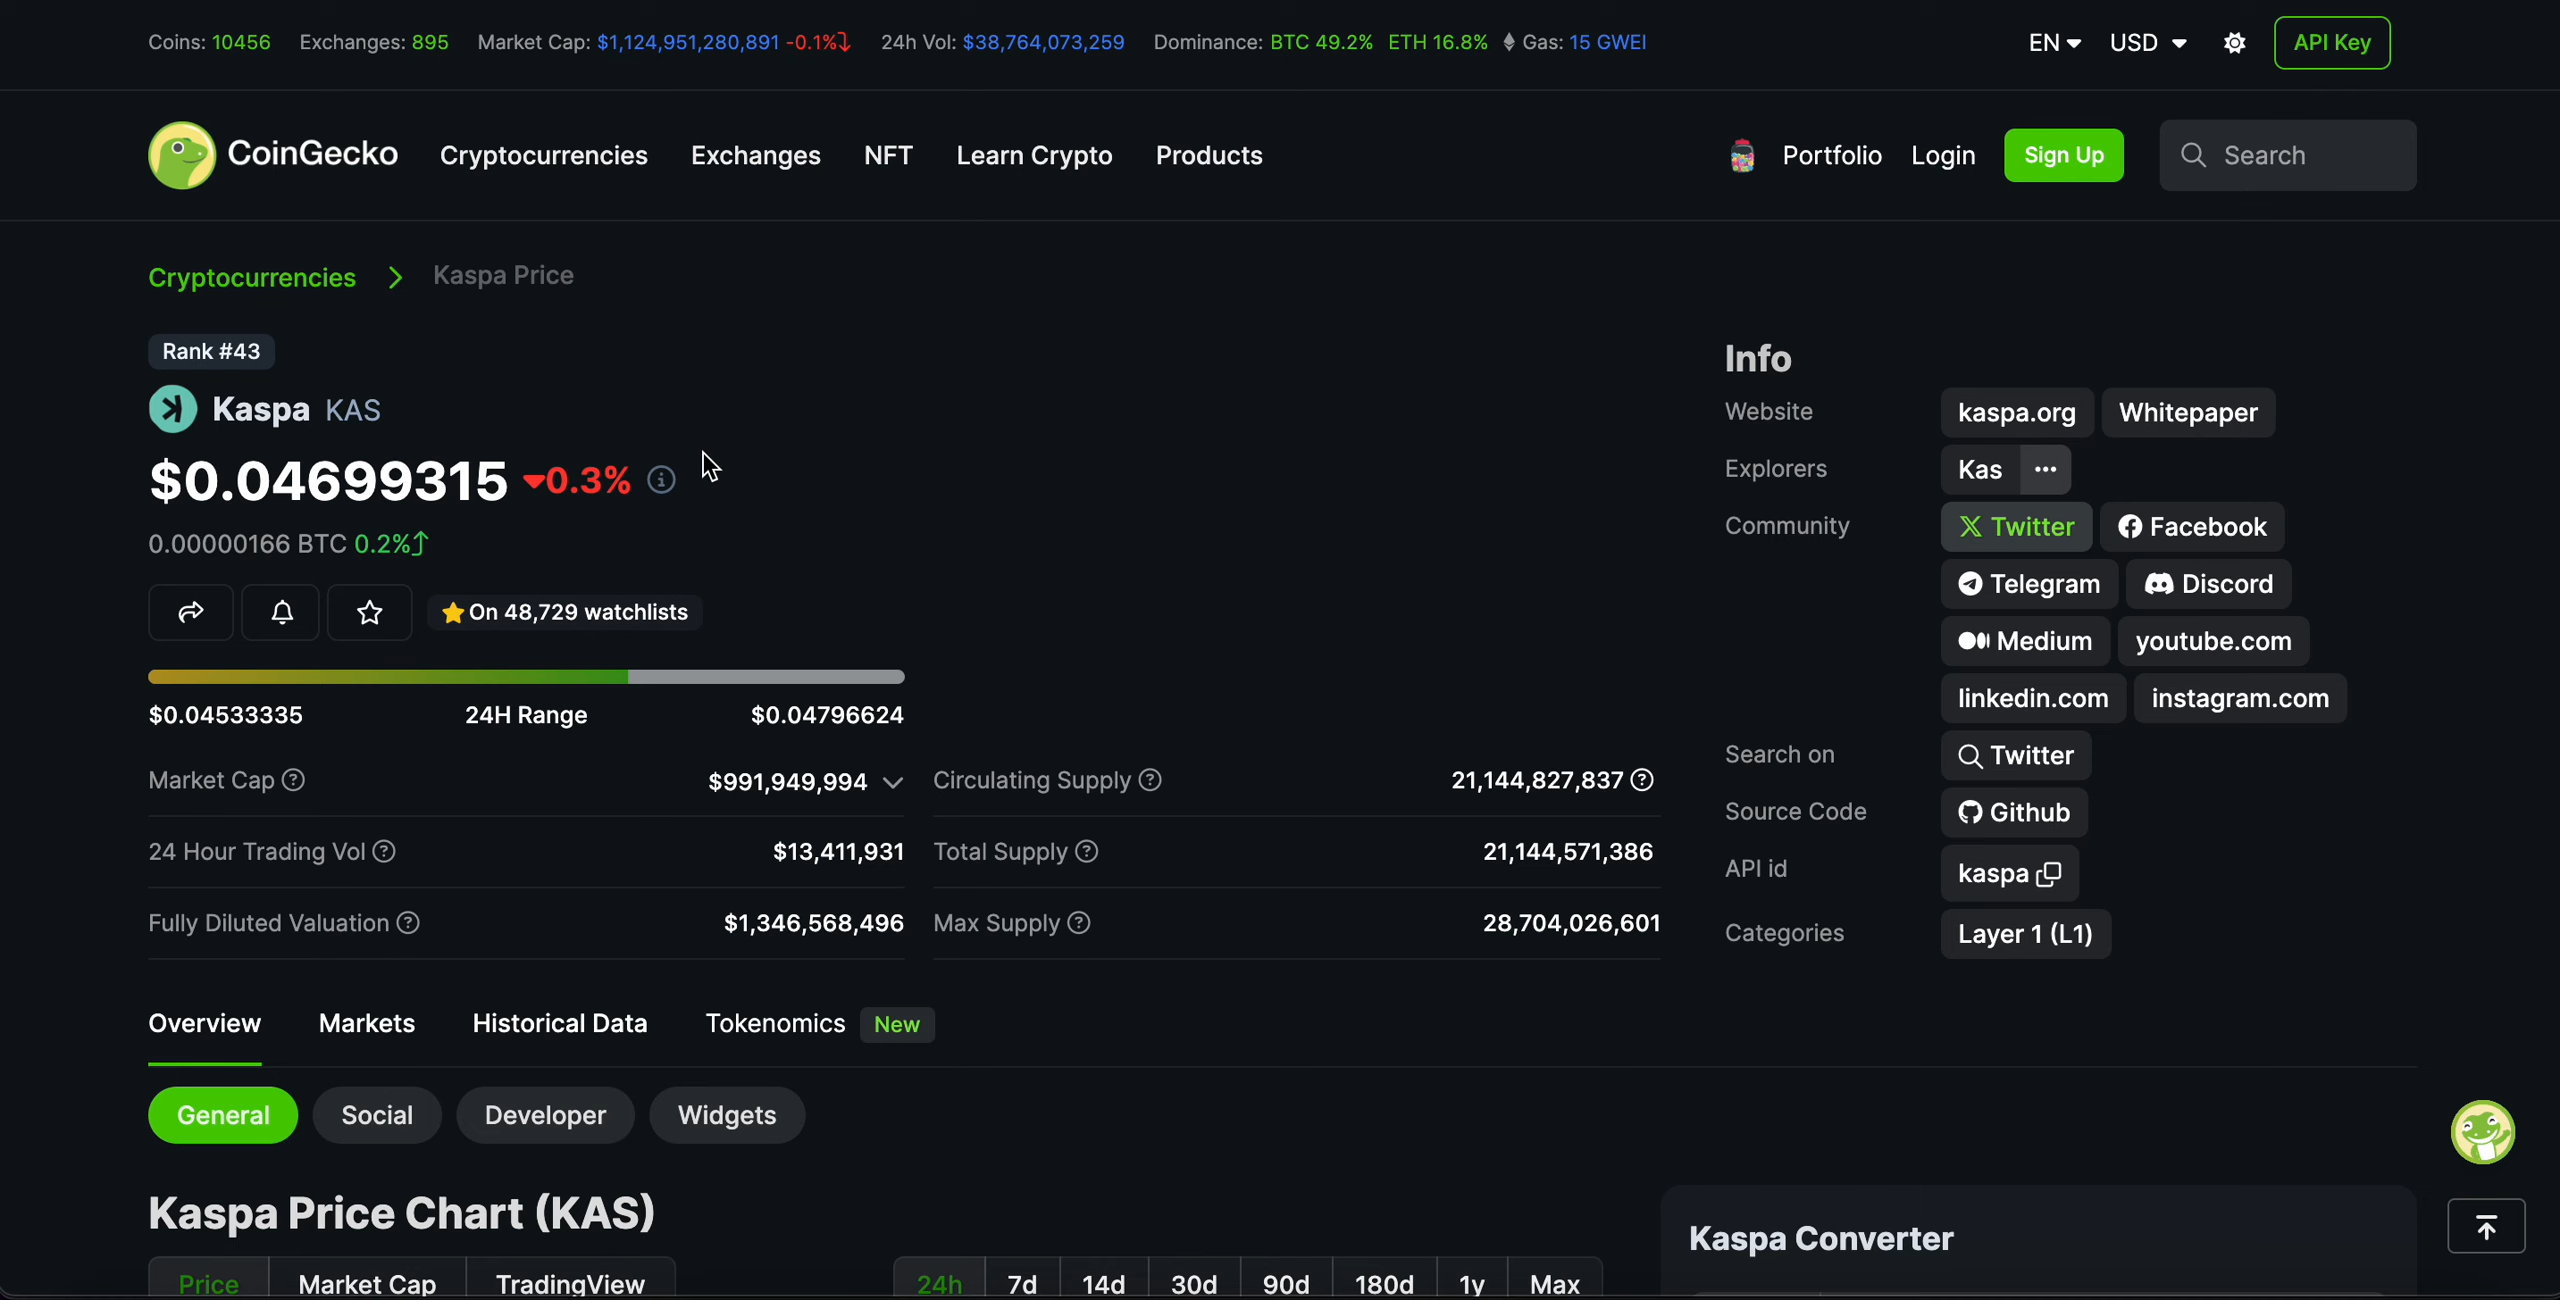 Coins: 10456 Exchanges: 895 Market Cap: $1,124,951,280,891 -0.1% 24h Vol: $38,764,073,259 Dominance: BTC 49.2% ETH 16.8% Gas: 15 GWEI EN USD API Key
CoinGecko Cryptocurrencies Exchanges NFT Learn Crypto Products Portfolio Login Sign Up Search
Cryptocurrencies > Kaspa Price
Rank #43
Kaspa KAS
$0.04699315 0.3%
0.00000166 BTC 0.2%
On 48,729 watchlists
$0.04533335 24H Range $0.04796624
Market Cap $991,949,994
24 Hour Trading Vol $13,411,931
Fully Diluted Valuation $1,346,568,496
Circulating Supply 21,144,827,837
Total Supply 21,144,571,386
Max Supply 28,704,026,601
Info
Website kaspa.org Whitepaper
Explorers Kas
Community Twitter Facebook
Telegram Discord
Medium youtube.com
linkedin.com instagram.com
Search on Twitter
Source Code Github
API id kaspa
Categories Layer 1 (L1)
Overview Markets Historical Data Tokenomics New
General Social Developer Widgets
Kaspa Price Chart (KAS)
Price Market Cap TradingView 24h 7d 14d 30d 90d 180d 1y Max
Kaspa Converter